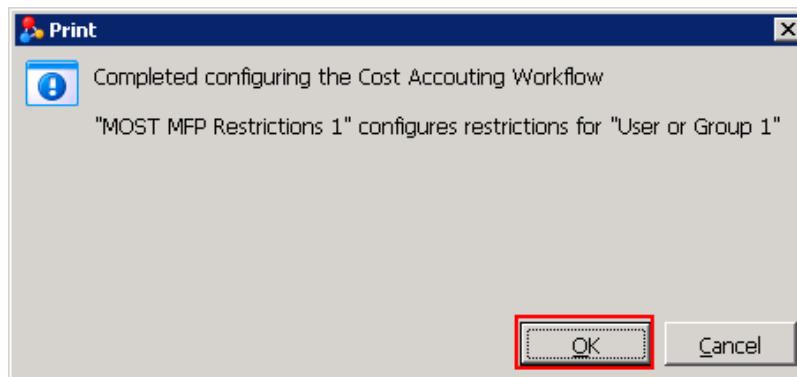 Print
Completed configuring the Cost Accouting Workflow
"MOST MFP Restrictions 1" configures restrictions for "User or Group 1"
OK
Cancel